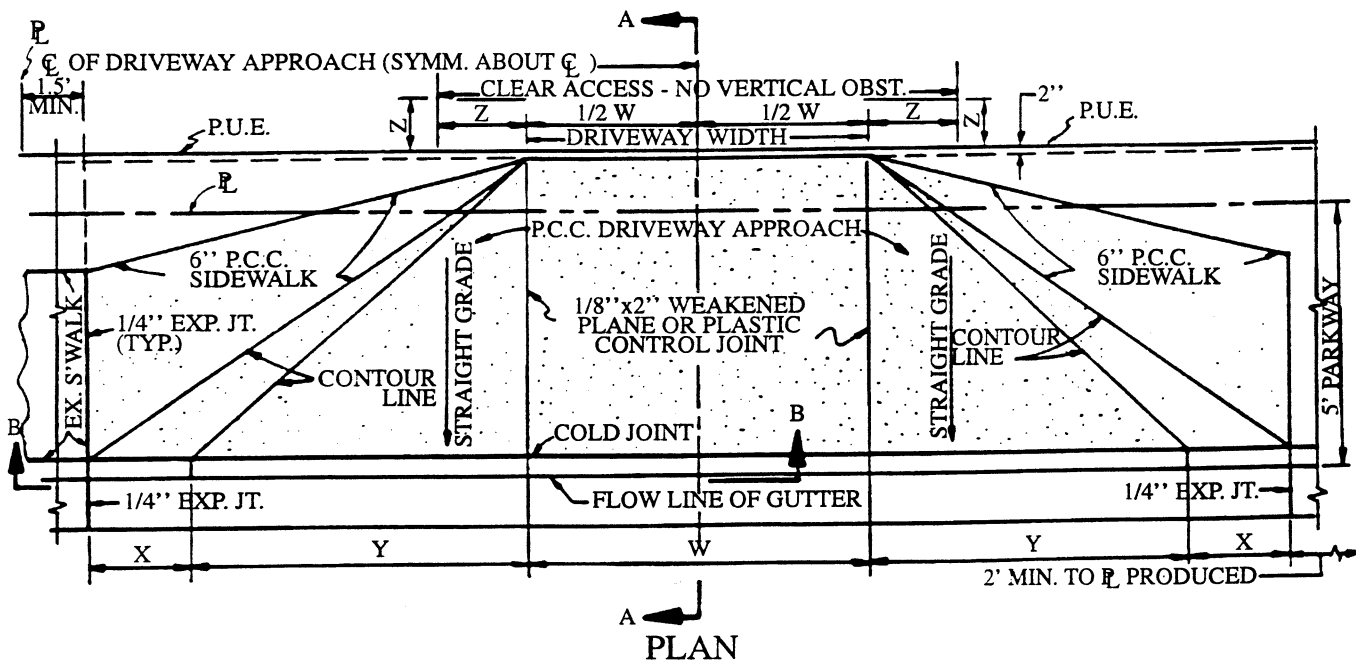 A
℄ OF DRIVEWAY APPROACH (SYMM. ABOUT ℄ )
1.5'
MIN.
CLEAR ACCESS - NO VERTICAL OBST.
Z
Z
1/2 W
1/2 W
Z
Z
2''
DRIVEWAY WIDTH
P.U.E.
P.U.E.
P.C.C. DRIVEWAY APPROACH
6'' P.C.C.
SIDEWALK
6'' P.C.C.
SIDEWALK
STRAIGHT GRADE
STRAIGHT GRADE
1/8''x2'' WEAKENED
PLANE OR PLASTIC
CONTROL JOINT
1/4'' EXP. JT.
(TYP.)
EX. S'WALK
CONTOUR
LINE
CONTOUR
LINE
5' PARKWAY
B
B
COLD JOINT
1/4'' EXP. JT.
FLOW LINE OF GUTTER
1/4'' EXP. JT.
X
Y
W
Y
X
2' MIN. TO ⅊ PRODUCED
A
PLAN